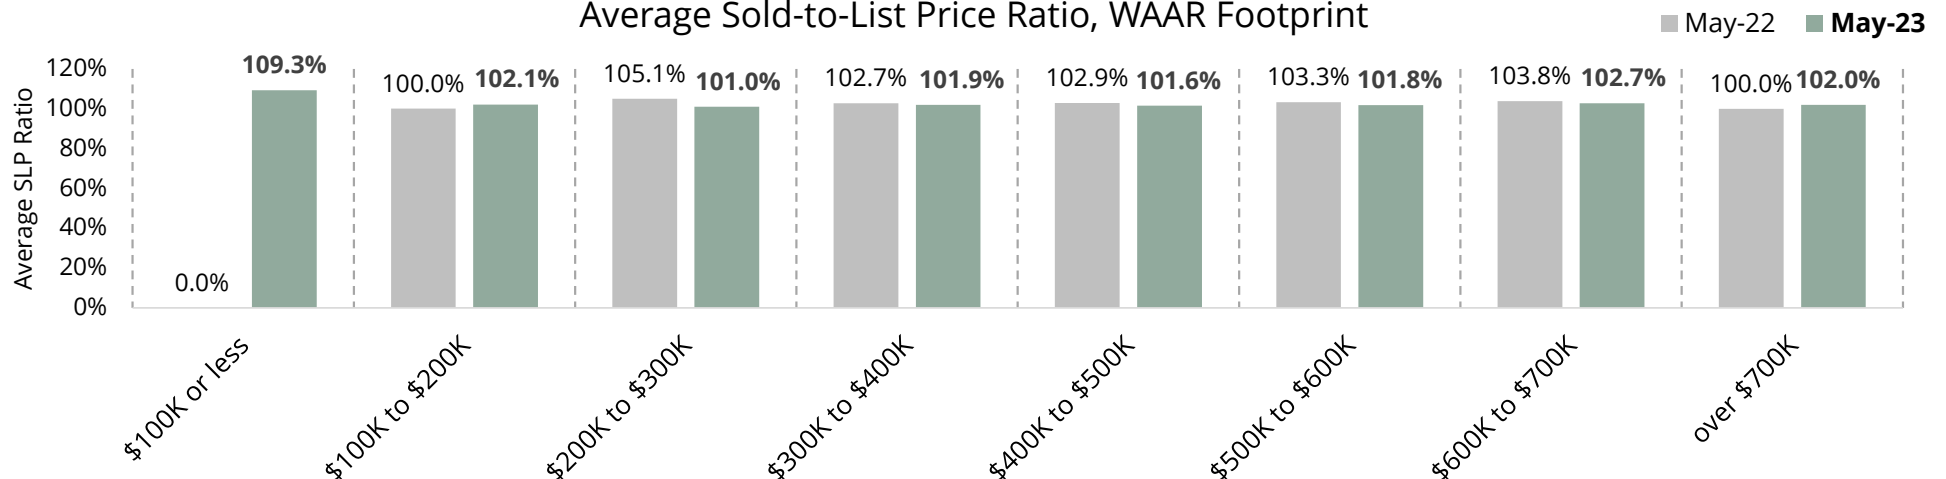 Average Sold-to-List Price Ratio, WAAR Footprint
May-22 May-23
Average SLP Ratio
120%
100%
80%
60%
40%
20%
0%
0.0% 109.3%
100.0% 102.1%
105.1% 101.0%
102.7% 101.9%
102.9% 101.6%
103.3% 101.8%
103.8% 102.7%
100.0% 102.0%
$100K or less
$100K to $200K
$200K to $300K
$300K to $400K
$400K to $500K
$500K to $600K
$600K to $700K
over $700K